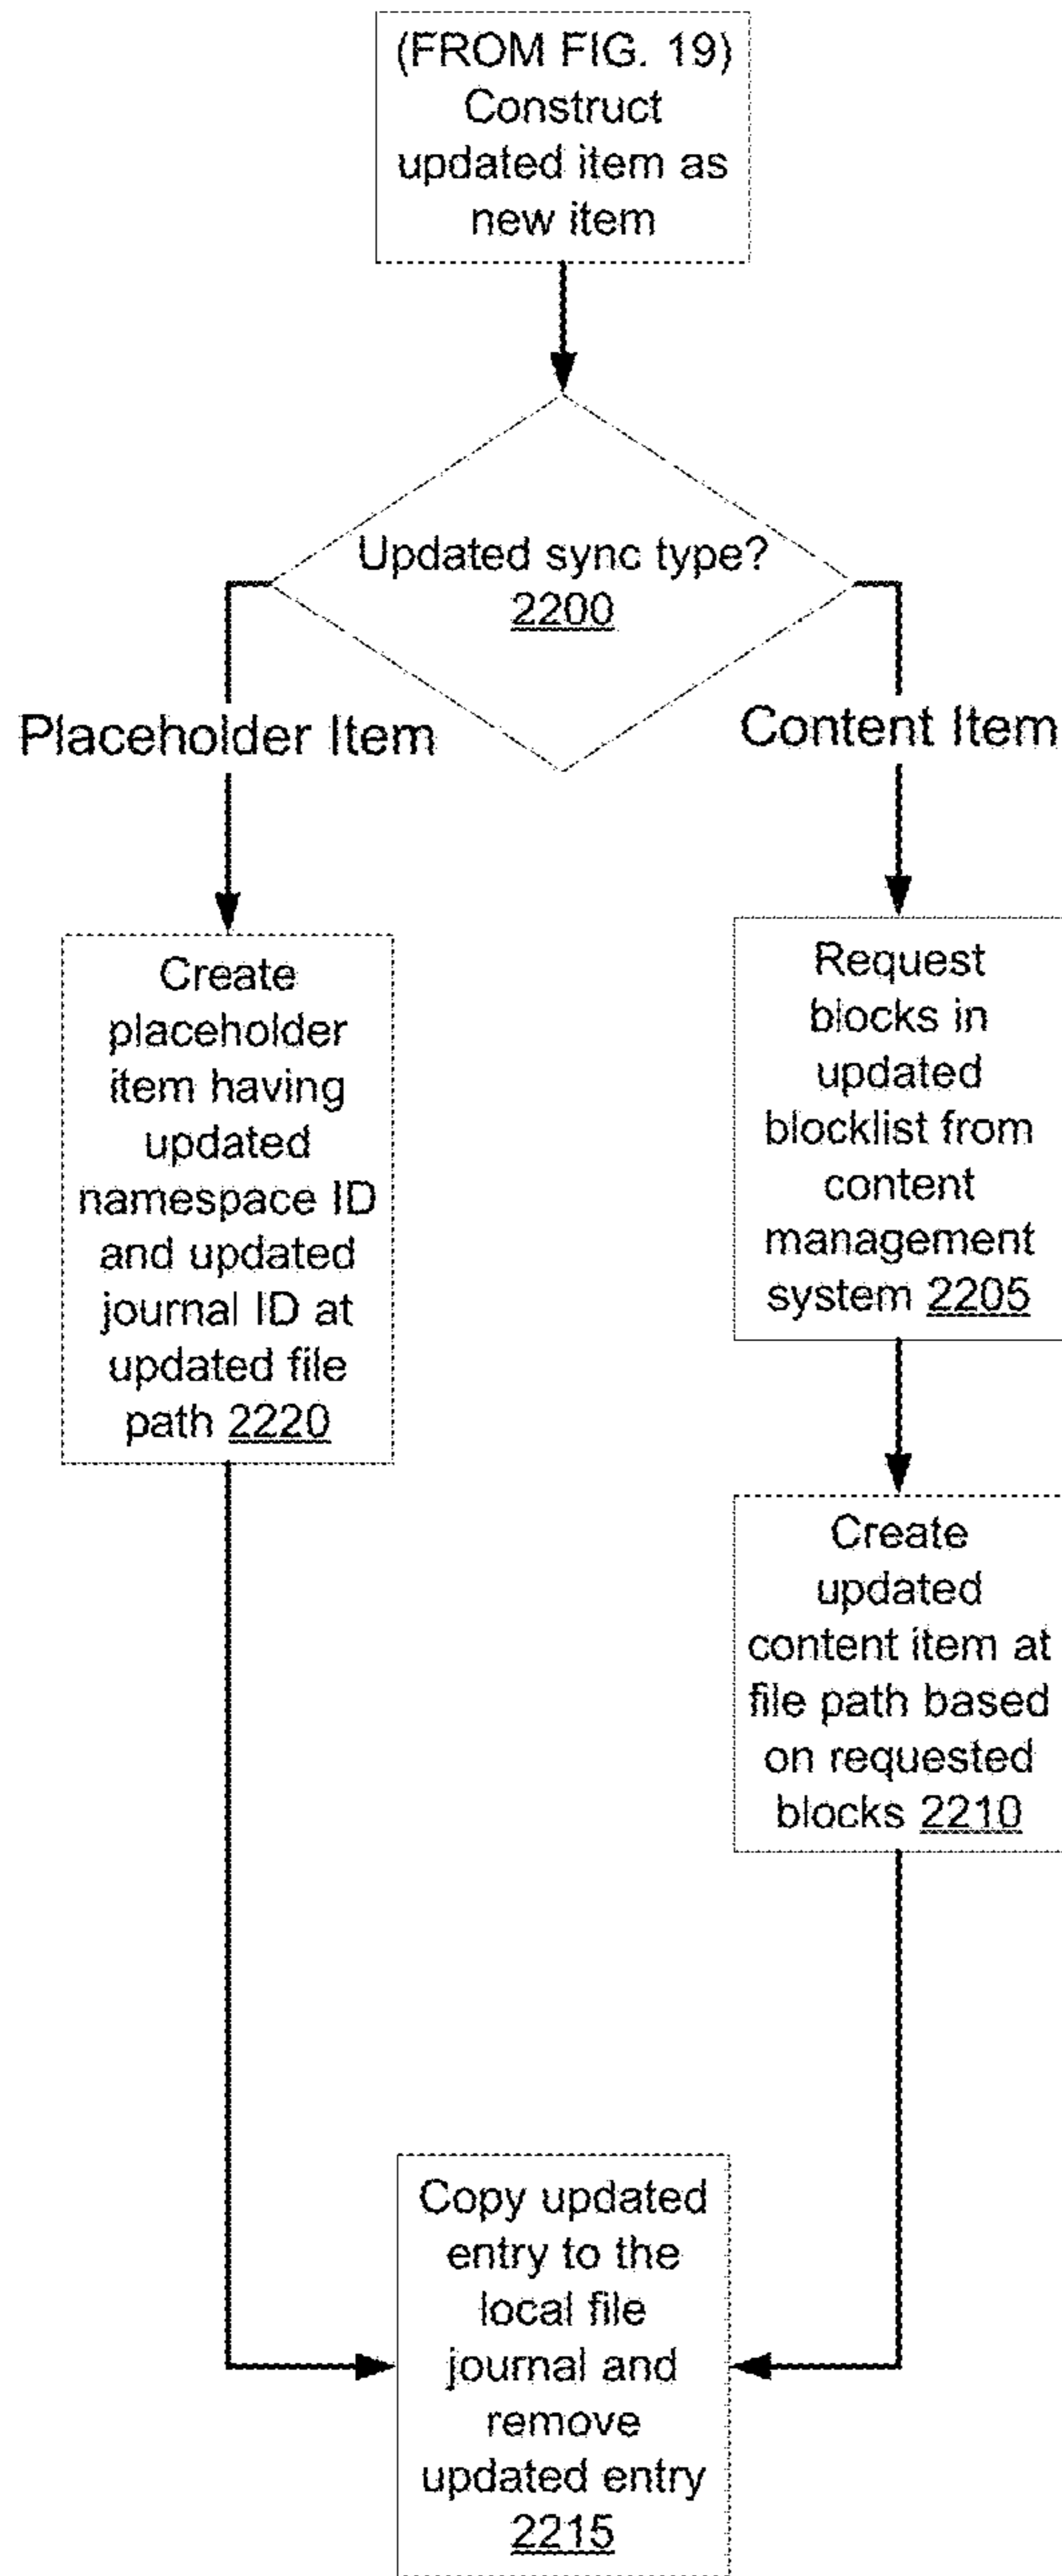 (FROM FIG. 19)
Construct
updated item as
new item
Updated sync type?
2200
Placeholder Item
Content Item
Create
placeholder
item having
updated
namespace ID
and updated
journal ID at
updated file
path 2220
Request
blocks in
updated
blocklist from
content
management
system 2205
Create
updated
content item at
file path based
on requested
blocks 2210
Copy updated
entry to the
local file
journal and
remove
updated entry
2215